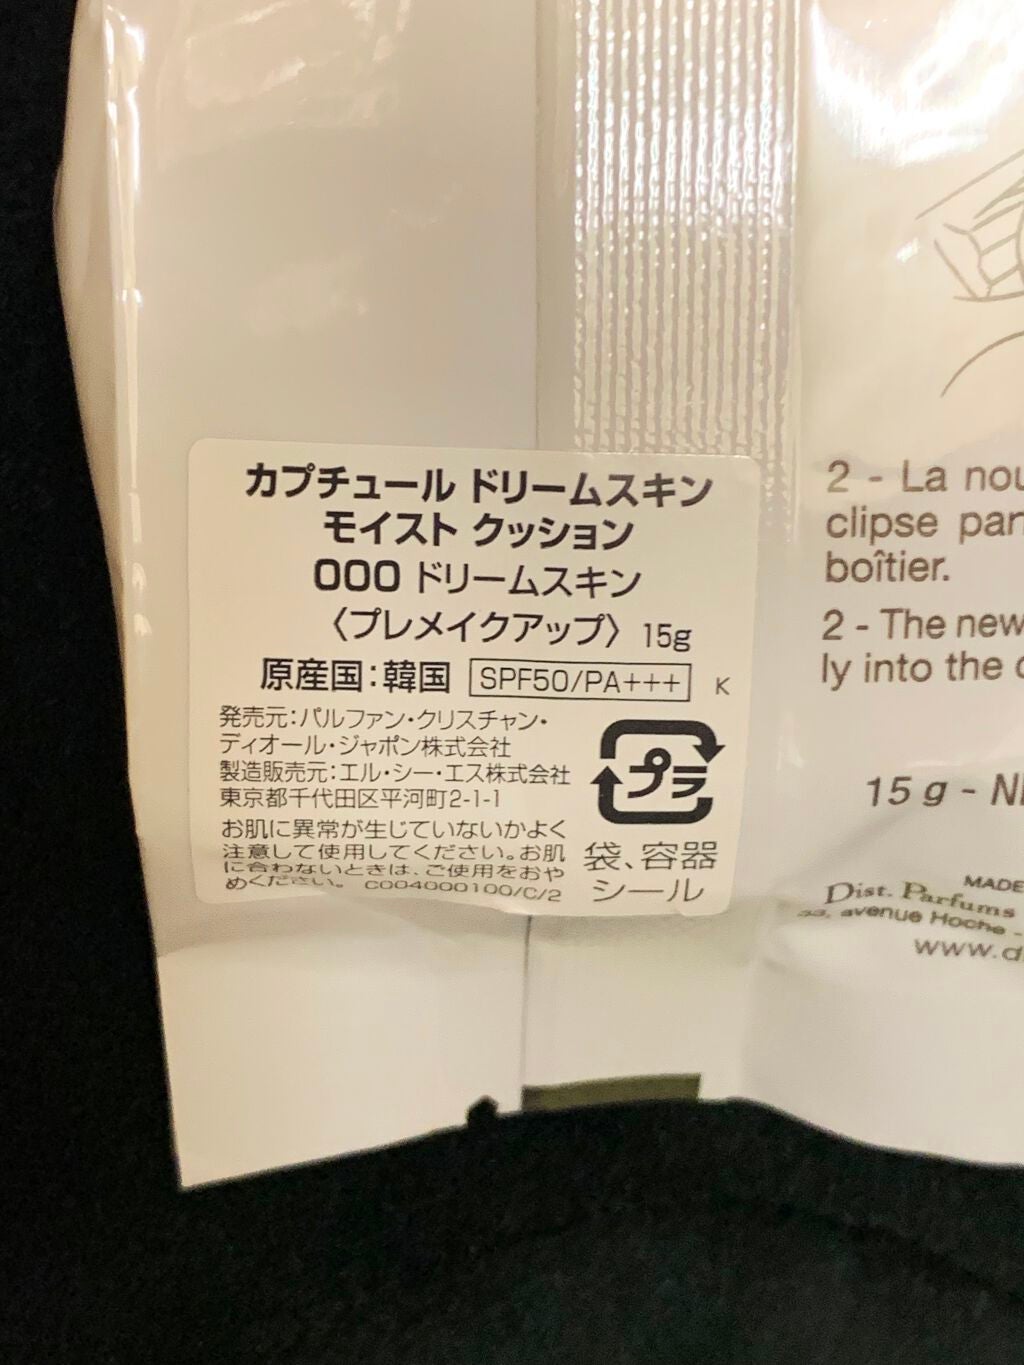 カプチュール ドリームスキン
モイスト クッション
000 ドリームスキン
〈プレメイクアップ〉 15g
原産国:韓国 SPF50/PA+++ K
発売元:パルファン・クリスチャン・
ディオール・ジャポン株式会社
製造販売元:エル・シー・エス株式会社
東京都千代田区平河町2-1-1
お肌に異常が生じていないかよく
注意して使用してください。お肌
に合わないときは、ご使用をおや
めください。 C004000100/C/2
プラ
袋、容器
シール
2 - La nou
clipse par
boîtier.
2 - The new
ly into the
15 g -
MADE
Dist. Parfums
33, avenue Hoche -
www.d